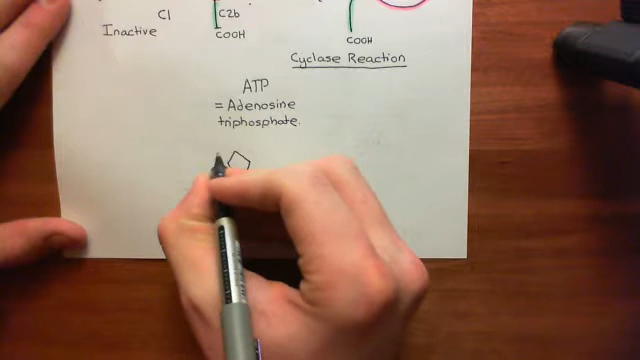 C1
C2b
Inactive
COOH
COOH
Cyclase Reaction
ATP
= Adenosine
triphosphate.